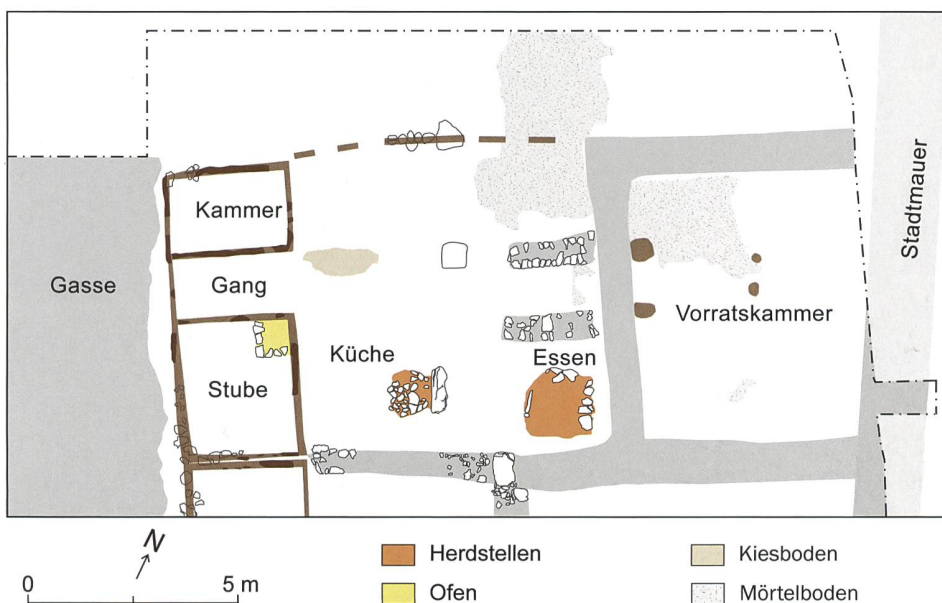 Kammer
Gasse
Gang
Stube
Küche
Essen
Vorratskammer
Stadtmauer
N
0 5 m
Herdstellen
Ofen
Kiesboden
Mörtelboden